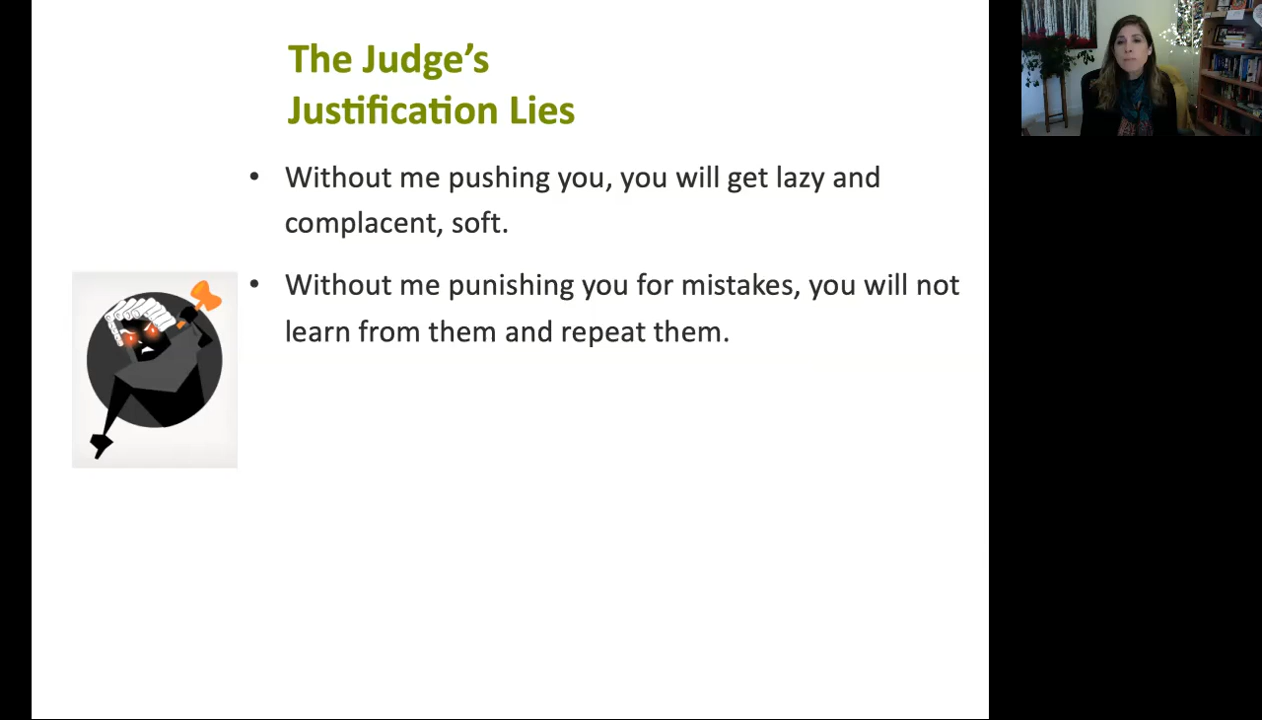 The Judge's
Justification Lies
• Without me pushing you, you will get lazy and
complacent, soft.
• Without me punishing you for mistakes, you will not
learn from them and repeat them.